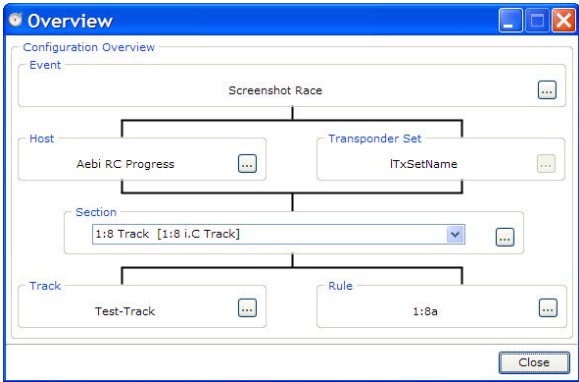 Overview
Configuration Overview
Event
Screenshot Race
...
Host
Aebi RC Progress
...
Transponder Set
lTxSetName
...
Section
1:8 Track [1:8 i.C Track]
...
Track
Test-Track
...
Rule
1:8a
...
Close